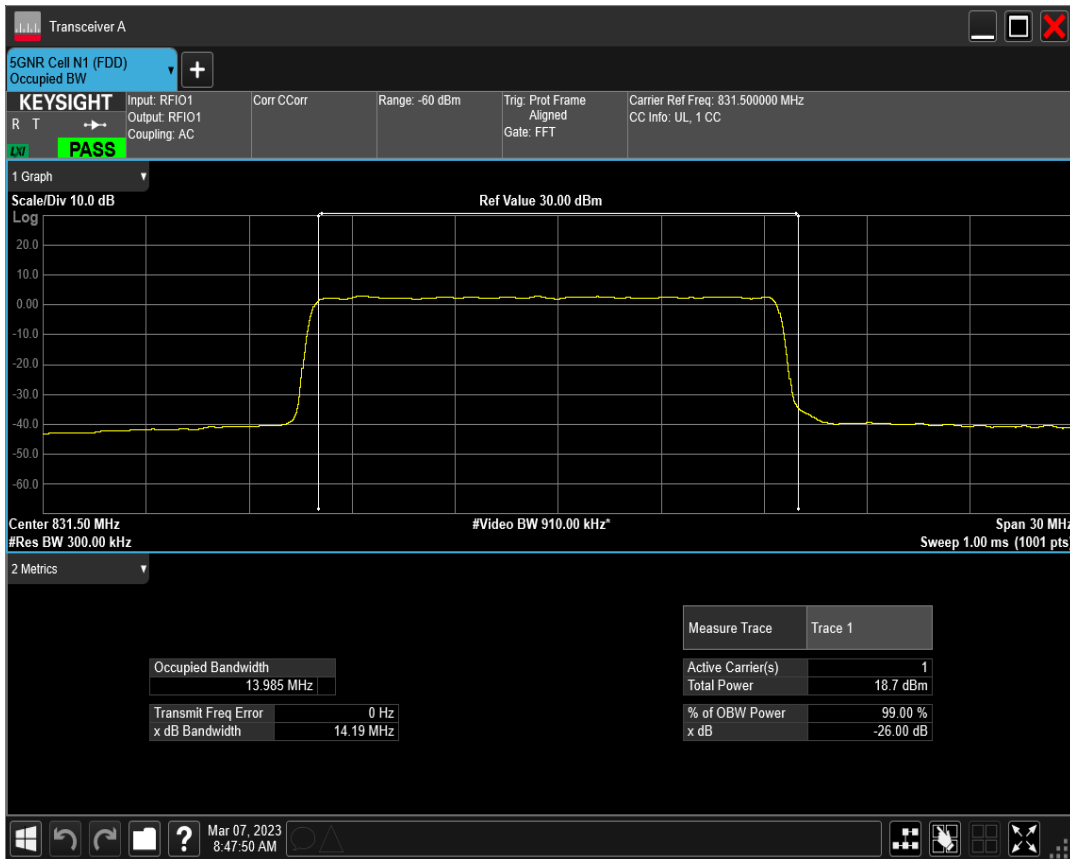 Transceiver A
5GNR Cell N1 (FDD)
Occupied BW
KEYSIGHT
R T
LXI
PASS
Input: RFIO1
Output: RFIO1
Coupling: AC
Corr CCorr
Range: -60 dBm
Trig: Prot Frame
Aligned
Gate: FFT
Carrier Ref Freq: 831.500000 MHz
CC Info: UL, 1 CC
1 Graph
Scale/Div 10.0 dB
Ref Value 30.00 dBm
Log
20.0
10.0
0.00
-10.0
-20.0
-30.0
-40.0
-50.0
-60.0
Center 831.50 MHz
#Video BW 910.00 kHz*
Span 30 MHz
#Res BW 300.00 kHz
Sweep 1.00 ms (1001 pts)
2 Metrics
Measure Trace Trace 1
Occupied Bandwidth
13.985 MHz
Transmit Freq Error 0 Hz
x dB Bandwidth 14.19 MHz
Active Carrier(s) 1
Total Power 18.7 dBm
% of OBW Power 99.00 %
x dB -26.00 dB
Mar 07, 2023
8:47:50 AM